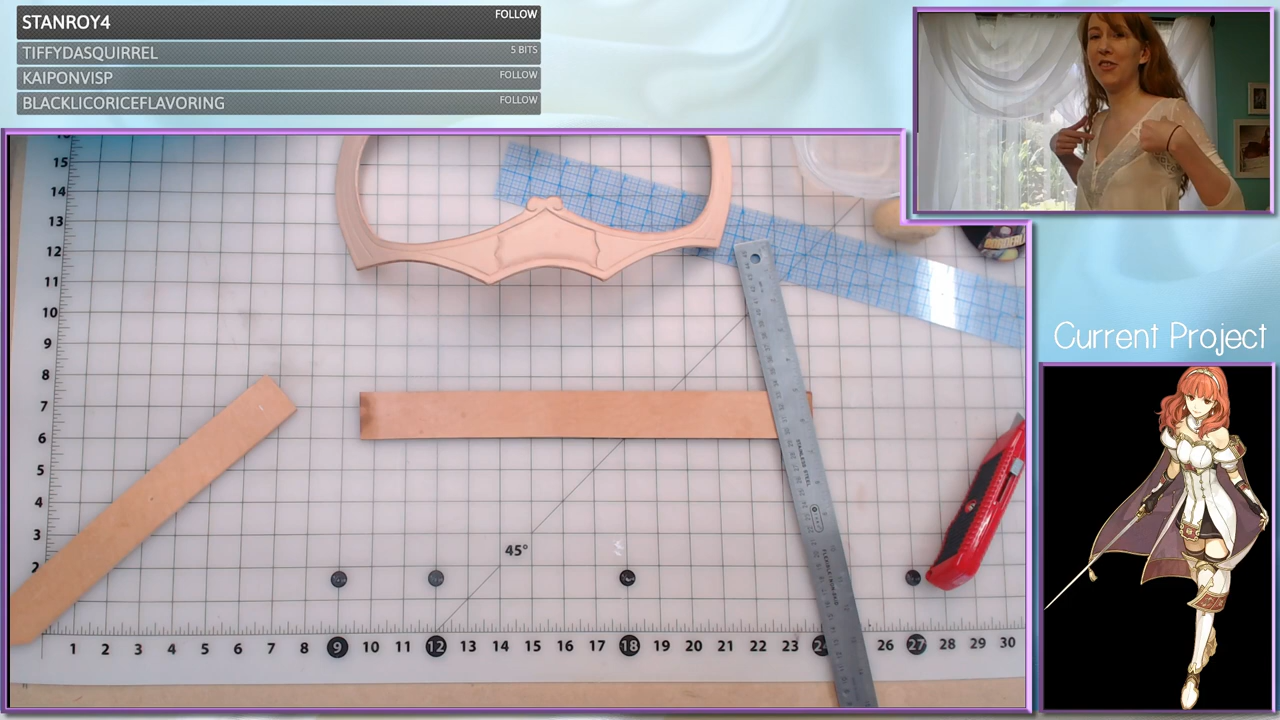 STANROY4 FOLLOW
TIFFYDASQUIRREL 5 BITS
KAIPONVISP FOLLOW
BLACKLICORICEFLAVORING FOLLOW
Current Project
15
14
13
12
11
10
9
8
7
6
5
4
3
2
45°
STAINLESS STEEL
1 2 3 4 5 6 7 8 9 10 11 12 13 14 15 16 17 18 19 20 21 22 23 26 27 28 29 30